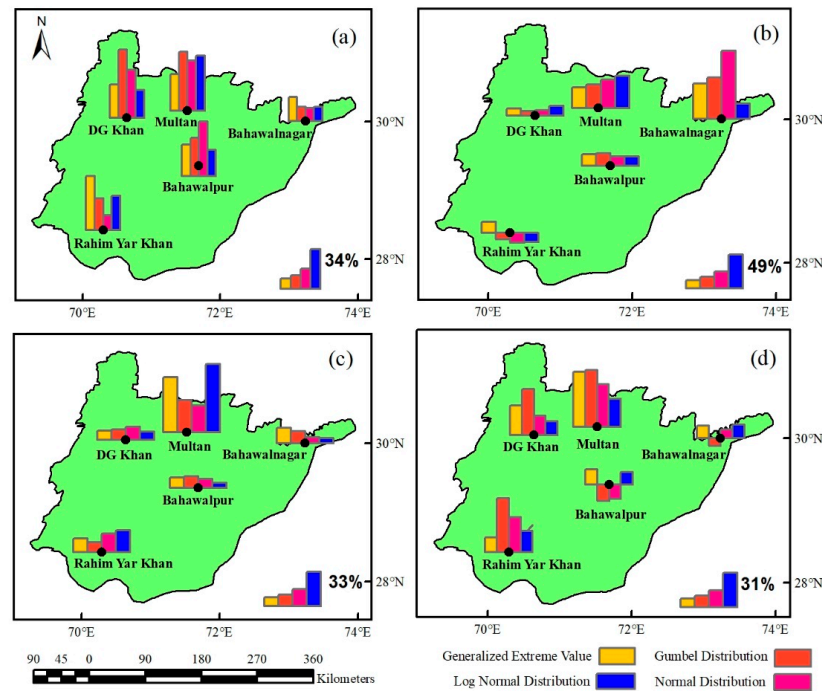 N
(a)
DG Khan
Multan
Bahawalnagar
30°N
Bahawalpur
Rahim Yar Khan
34%
28°N
70°E
72°E
74°E
(b)
DG Khan
Multan
Bahawalnagar
30°N
Bahawalpur
Rahim Yar Khan
49%
28°N
70°E
72°E
74°E
(c)
DG Khan
Multan
Bahawalnagar
30°N
Bahawalpur
Rahim Yar Khan
33%
28°N
70°E
72°E
74°E
(d)
DG Khan
Multan
Bahawalnagar
30°N
Bahawalpur
Rahim Yar Khan
31%
28°N
70°E
72°E
74°E
90 45 0 90 180 270 360
Kilometers
Generalized Extreme Value
Gumbel Distribution
Log Normal Distribution
Normal Distribution